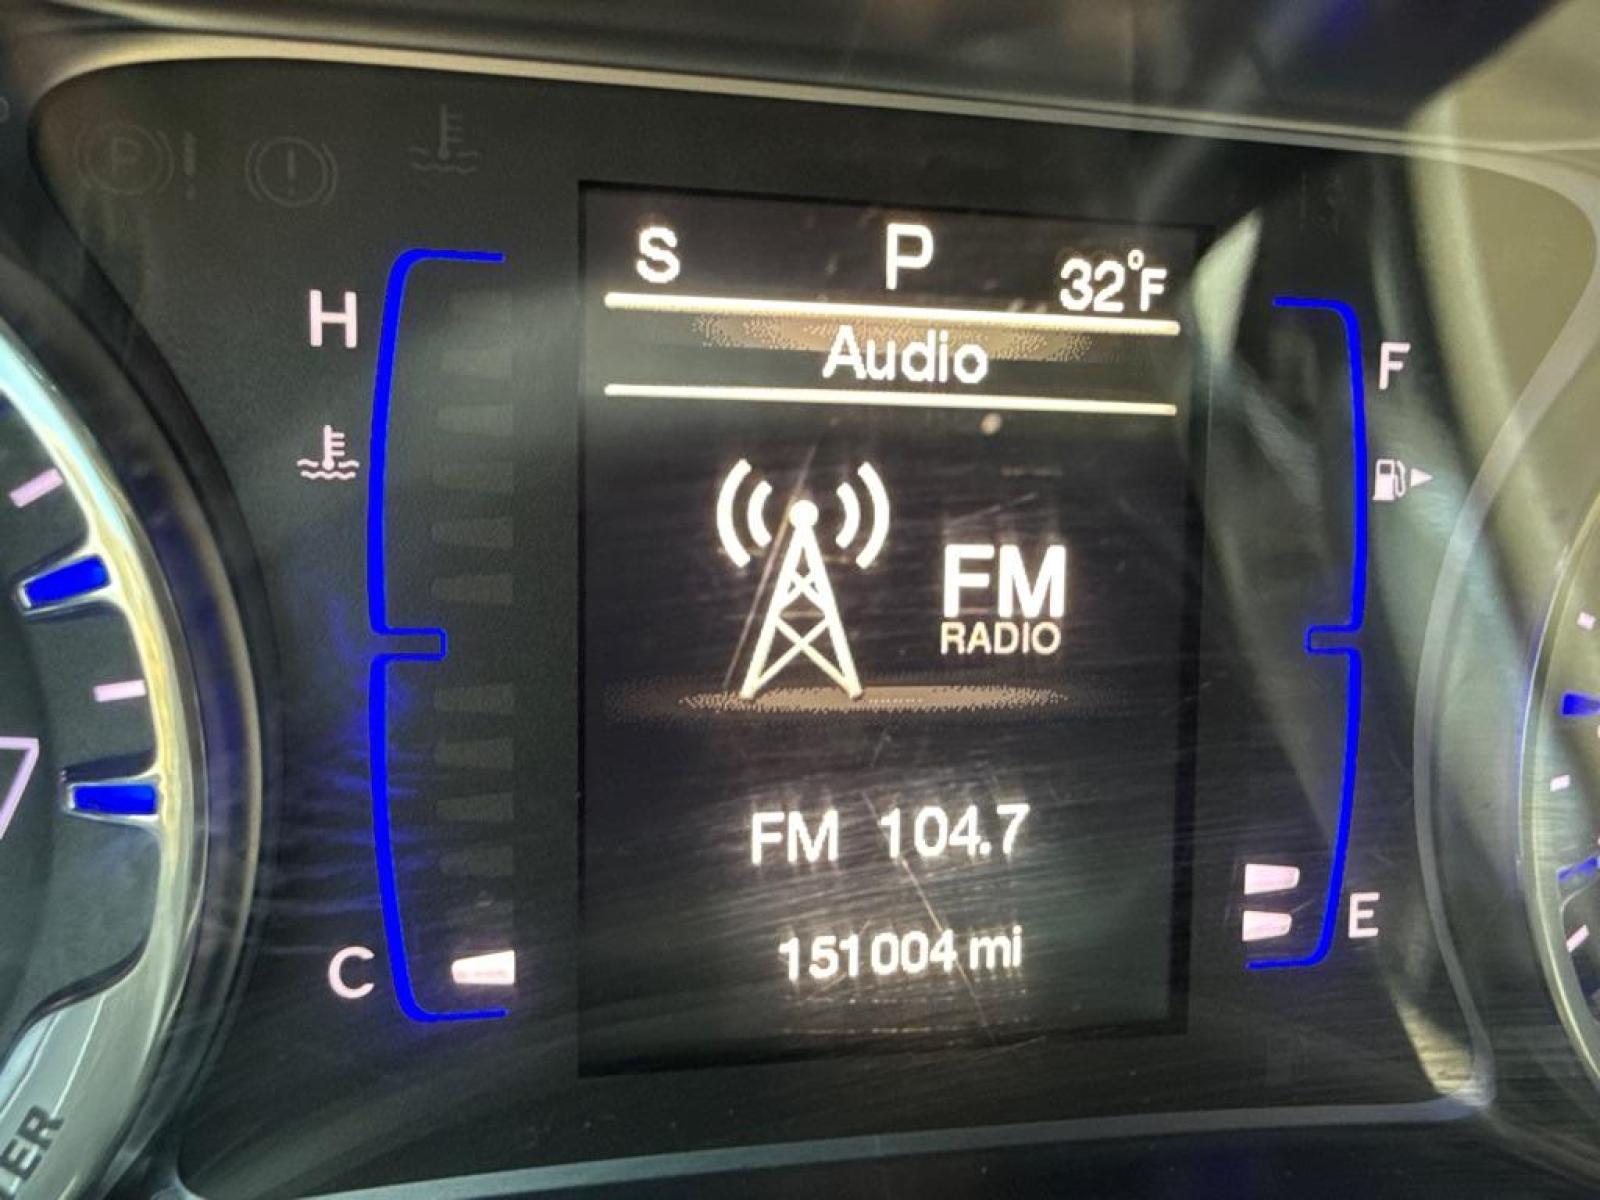 S P 32°F
H
Audio
F
FM
RADIO
FM 104.7
E
151004 mi
C